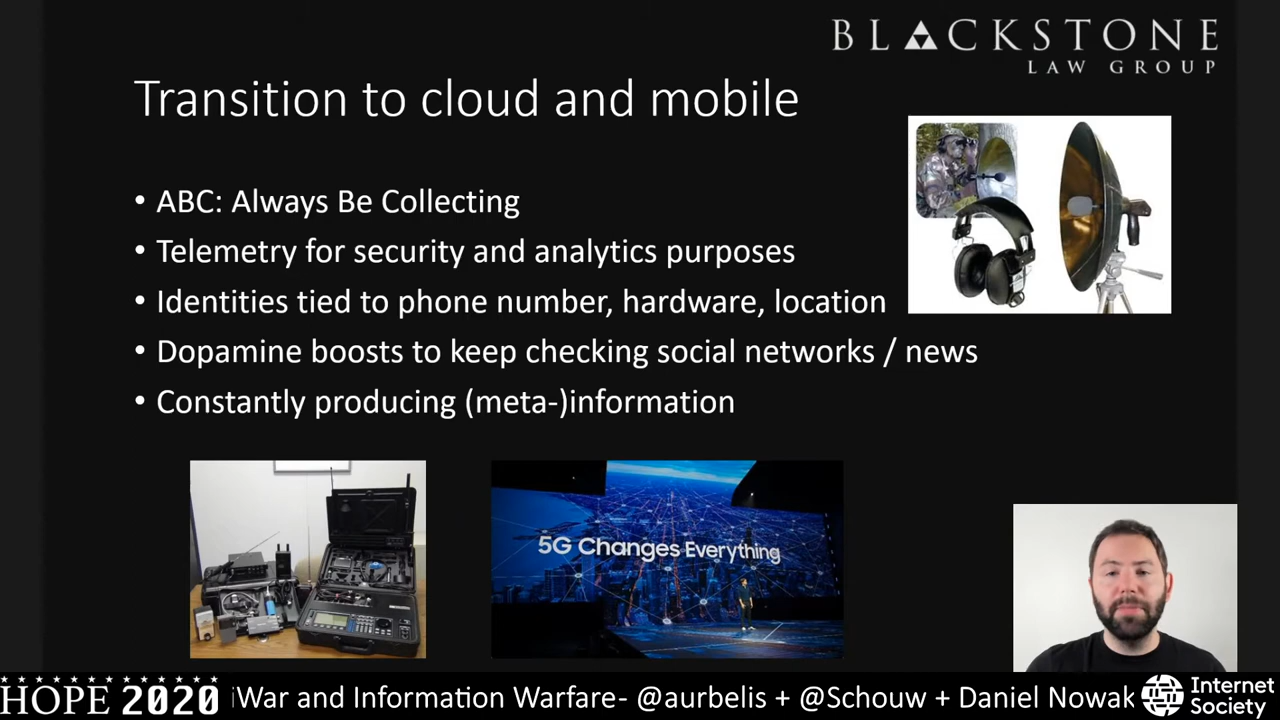 BLACKSTONE
LAW GROUP
Transition to cloud and mobile
• ABC: Always Be Collecting
• Telemetry for security and analytics purposes
• Identities tied to phone number, hardware, location
• Dopamine boosts to keep checking social networks / news
• Constantly producing (meta-)information
5G Changes Everything
HOPE 2020 iWar and Information Warfare- @aurbelis + @Schouw + Daniel Nowak
Internet
Society